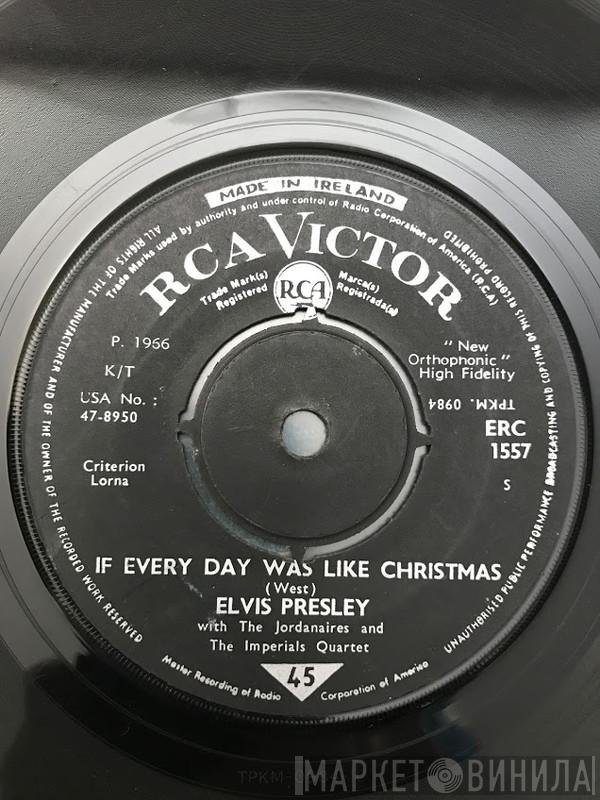 MADE IN IRELAND
Trade Marks used by authority and under control of Radio Corporation of America (RCA)
RCA VICTOR
Trade Mark(s)
Registered
RCA
Marca(s)
Registrada(s)
P. 1966
K/T
USA No. :
47-8950
Criterion
Lorna
"New
Orthophonic"
High Fidelity
TPKM. 0984
ERC
1557
S
IF EVERY DAY WAS LIKE CHRISTMAS
(West)
ELVIS PRESLEY
with The Jordanaires and
The Imperials Quartet
45
Master Recording of Radio Corporation of America
ALL RIGHTS OF THE MANUFACTURER AND OF THE OWNER OF THE RECORDED WORK RESERVED
UNAUTHORISED PUBLIC PERFORMANCE BROADCASTING AND COPYING OF THIS RECORD PROHIBITED
МАРКЕТ ВИНИЛА